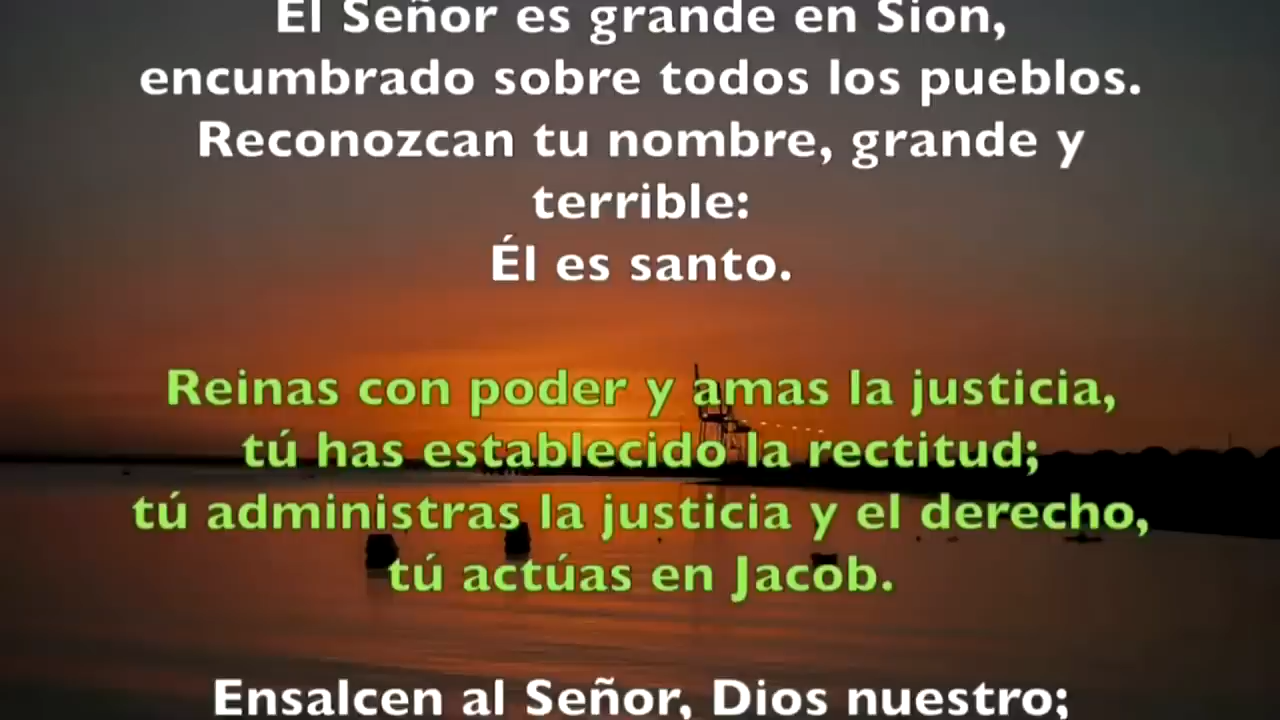 El Señor es grande en Sion,
encumbrado sobre todos los pueblos.
Reconozcan tu nombre, grande y
terrible:
Él es santo.
Reinas con poder y amas la justicia,
tú has establecido la rectitud;
tú administras la justicia y el derecho,
tú actúas en Jacob.
Ensalcen al Señor, Dios nuestro;